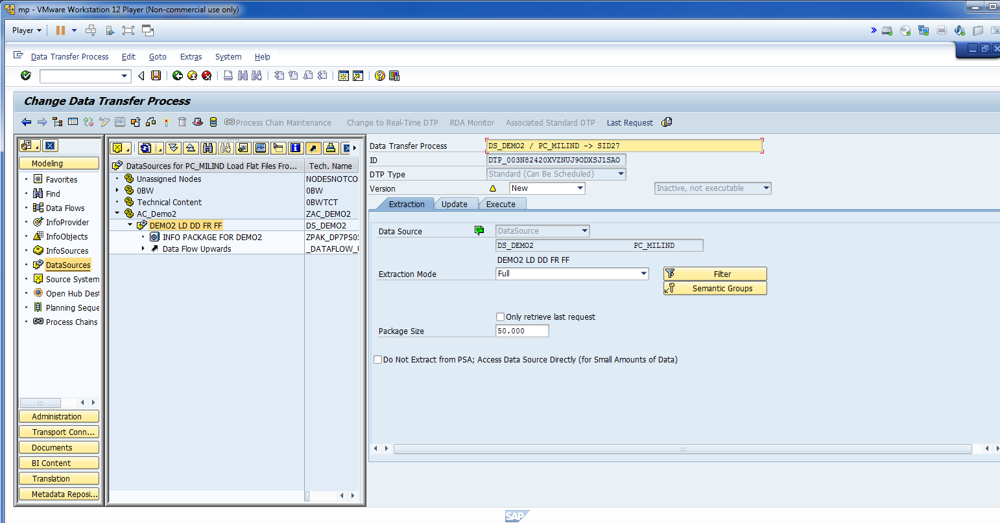 mp - VMware Workstation 12 Player (Non-commercial use only)
Player
Data Transfer Process Edit Goto Extras System Help
Change Data Transfer Process
Process Chain Maintenance Change to Real-Time DTP RDA Monitor Associated Standard DTP Last Request
Modeling
Favorites
Find
Data Flows
InfoProvider
InfoObjects
InfoSources
DataSources
Source System
Open Hub Dest
Planning Seque
Process Chains
Administration
Transport Conn...
Documents
BI Content
Translation
Metadata Reposi...
DataSources for PC_MILIND Load Flat Files Fro... Tech. Name
Unassigned Nodes NODESNOTCO
0BW 0BW
Technical Content 0BWTCT
AC_Demo2 ZAC_DEMO2
DEMO2 LD DD FR FF DS_DEMO2
INFO PACKAGE FOR DEMO2 ZPAK_DP7PS05
Data Flow Upwards _DATAFLOW_U
Data Transfer Process DS_DEMO2 / PC_MILIND -> SID27
ID DTP_003N82420XVZNUJ9ODXSJ1SAO
DTP Type Standard (Can Be Scheduled)
Version New Inactive, not executable
Extraction Update Execute
Data Source DataSource
DS_DEMO2 PC_MILIND
DEMO2 LD DD FR FF
Extraction Mode Full Filter
Semantic Groups
Only retrieve last request
Package Size 50.000
Do Not Extract from PSA; Access Data Source Directly (for Small Amounts of Data)
SAP